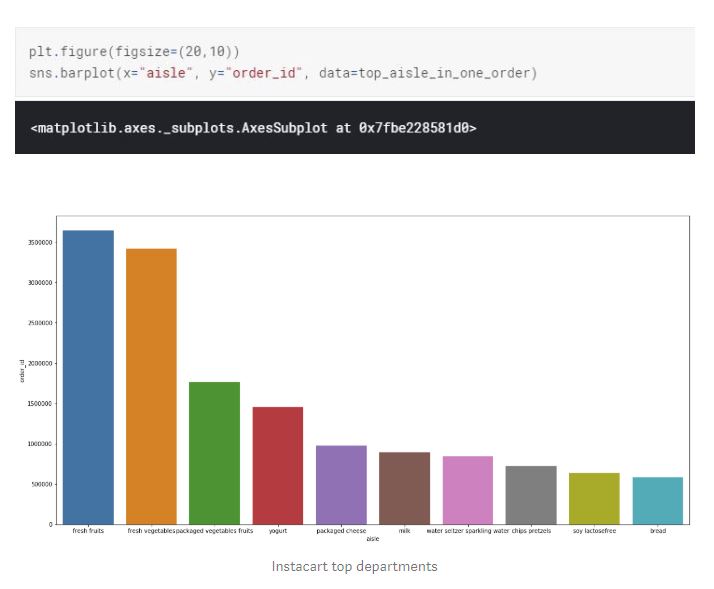 plt.figure(figsize=(20,10))
sns.barplot(x="aisle", y="order_id", data=top_aisle_in_one_order)
<matplotlib.axes._subplots.AxesSubplot at 0x7fbe228581d0>
3500000
3000000
2500000
2000000
1500000
1000000
500000
0
order_id
fresh fruits fresh vegetables packaged vegetables fruits yogurt packaged cheese milk water seltzer sparkling water chips pretzels soy lactosefree bread
aisle
Instacart top departments